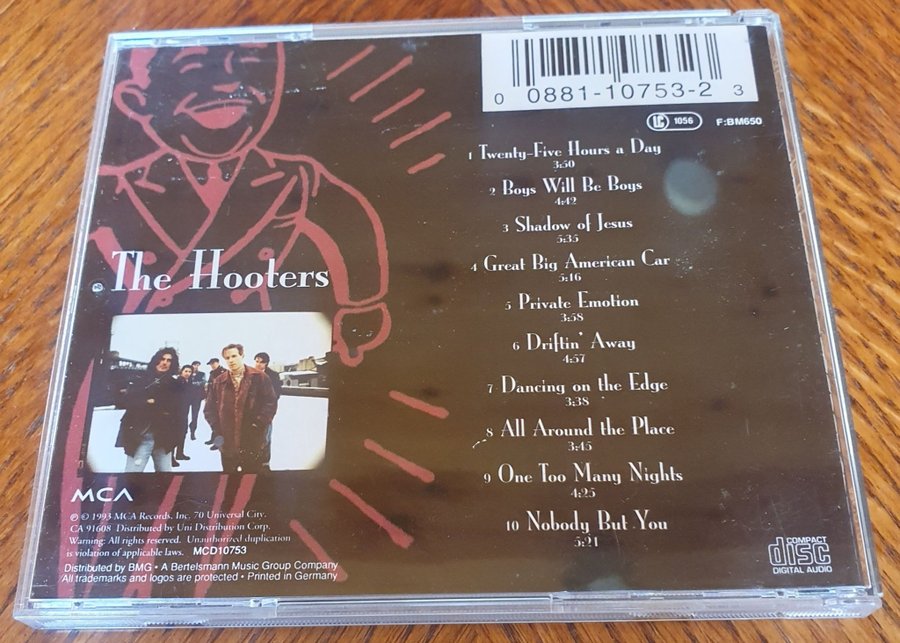 0 0881-10753-2 3
LC 1056 F:BM650
1 Twenty-Five Hours a Day
3:50
2 Boys Will Be Boys
4:42
3 Shadow of Jesus
5:35
4 Great Big American Car
5:16
5 Private Emotion
3:58
6 Driftin' Away
4:57
7 Dancing on the Edge
3:38
8 All Around the Place
3:45
9 One Too Many Nights
4:25
10 Nobody But You
5:21
The Hooters
MCA
℗ © 1993 MCA Records, Inc. 70 Universal City,
CA 91608 Distributed by Uni Distribution Corp.
Warning: All rights reserved. Unauthorized duplication
is violation of applicable laws. MCD10753
Distributed by BMG • A Bertelsmann Music Group Company
All trademarks and logos are protected • Printed in Germany
COMPACT
disc
DIGITAL AUDIO